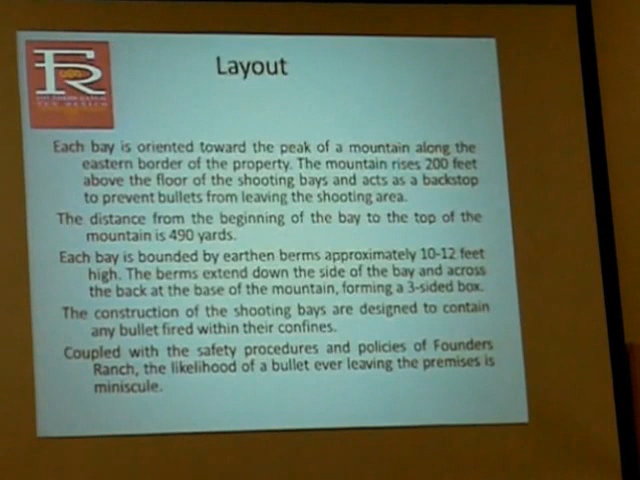 Layout
FR
Each bay is oriented toward the peak of a mountain along the
eastern border of the property. The mountain rises 200 feet
above the floor of the shooting bays and acts as a backstop
to prevent bullets from leaving the shooting area.
The distance from the beginning of the bay to the top of the
mountain is 490 yards.
Each bay is bounded by earthen berms approximately 10-12 feet
high. The berms extend down the side of the bay and across
the back at the base of the mountain, forming a 3-sided box.
The construction of the shooting bays are designed to contain
any bullet fired within their confines.
Coupled with the safety procedures and policies of Founders
Ranch, the likelihood of a bullet ever leaving the premises is
miniscule.